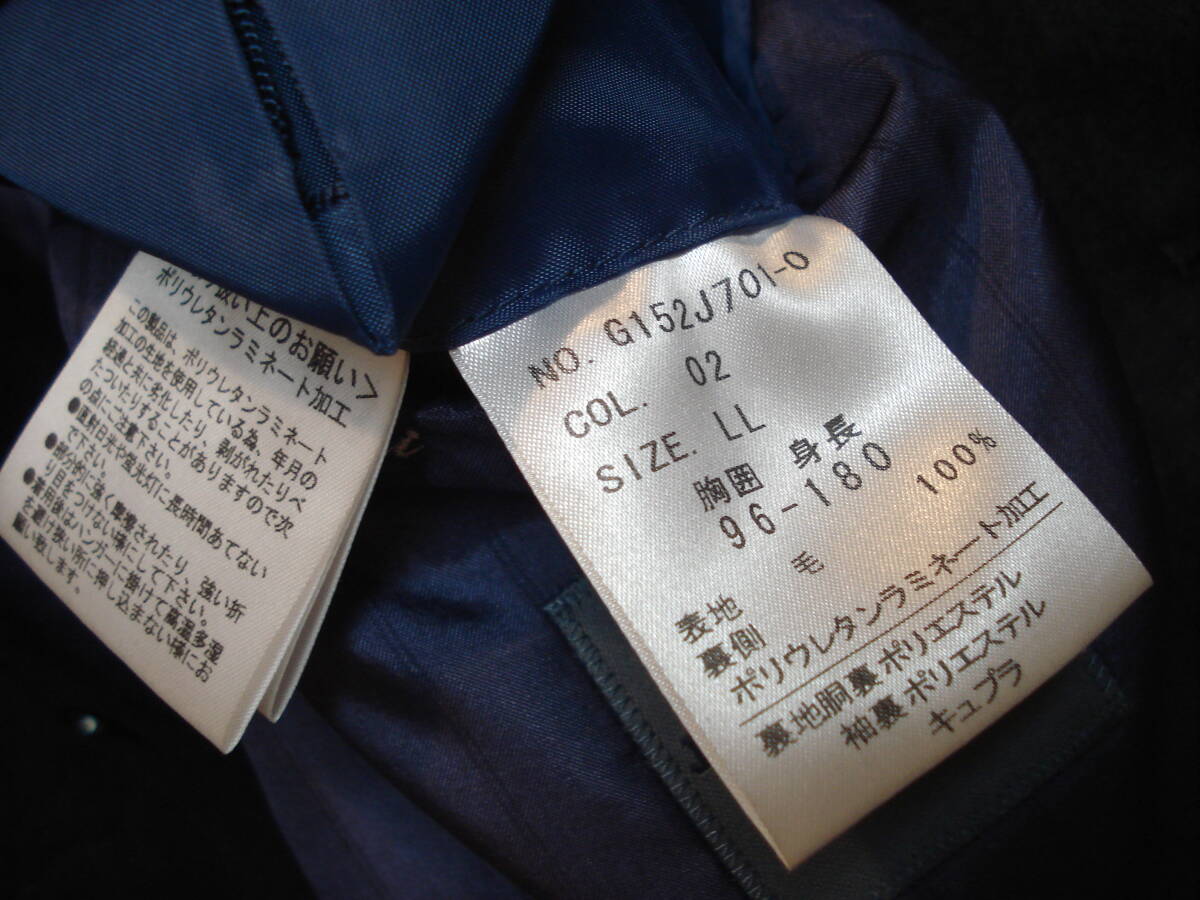 扱い上のお願い>
ポリウレタンラミネート加工
この製品は、ポリウレタンラミネート
加工の生地を使用している為、年月の
経過と共に劣化したり、剥がれたりべ
たついたりすることがありますので次
の点にご注意下さい。
●直射日光や蛍光灯に長時間あてない
で下さい。
●部分的に強く摩擦されたり、強い折
り目をつけない様にして下さい。
●着用後はハンガーに掛けて高温多湿
を避け狭い所に押し込まない様にお
願い致します。
NO. G152J701-0
COL. 02
SIZE. LL
胸囲 身長
96-180
表地 毛 100%
裏側
ポリウレタンラミネート加工
裏地胴裏ポリエステル
袖裏ポリエステル
キュプラ